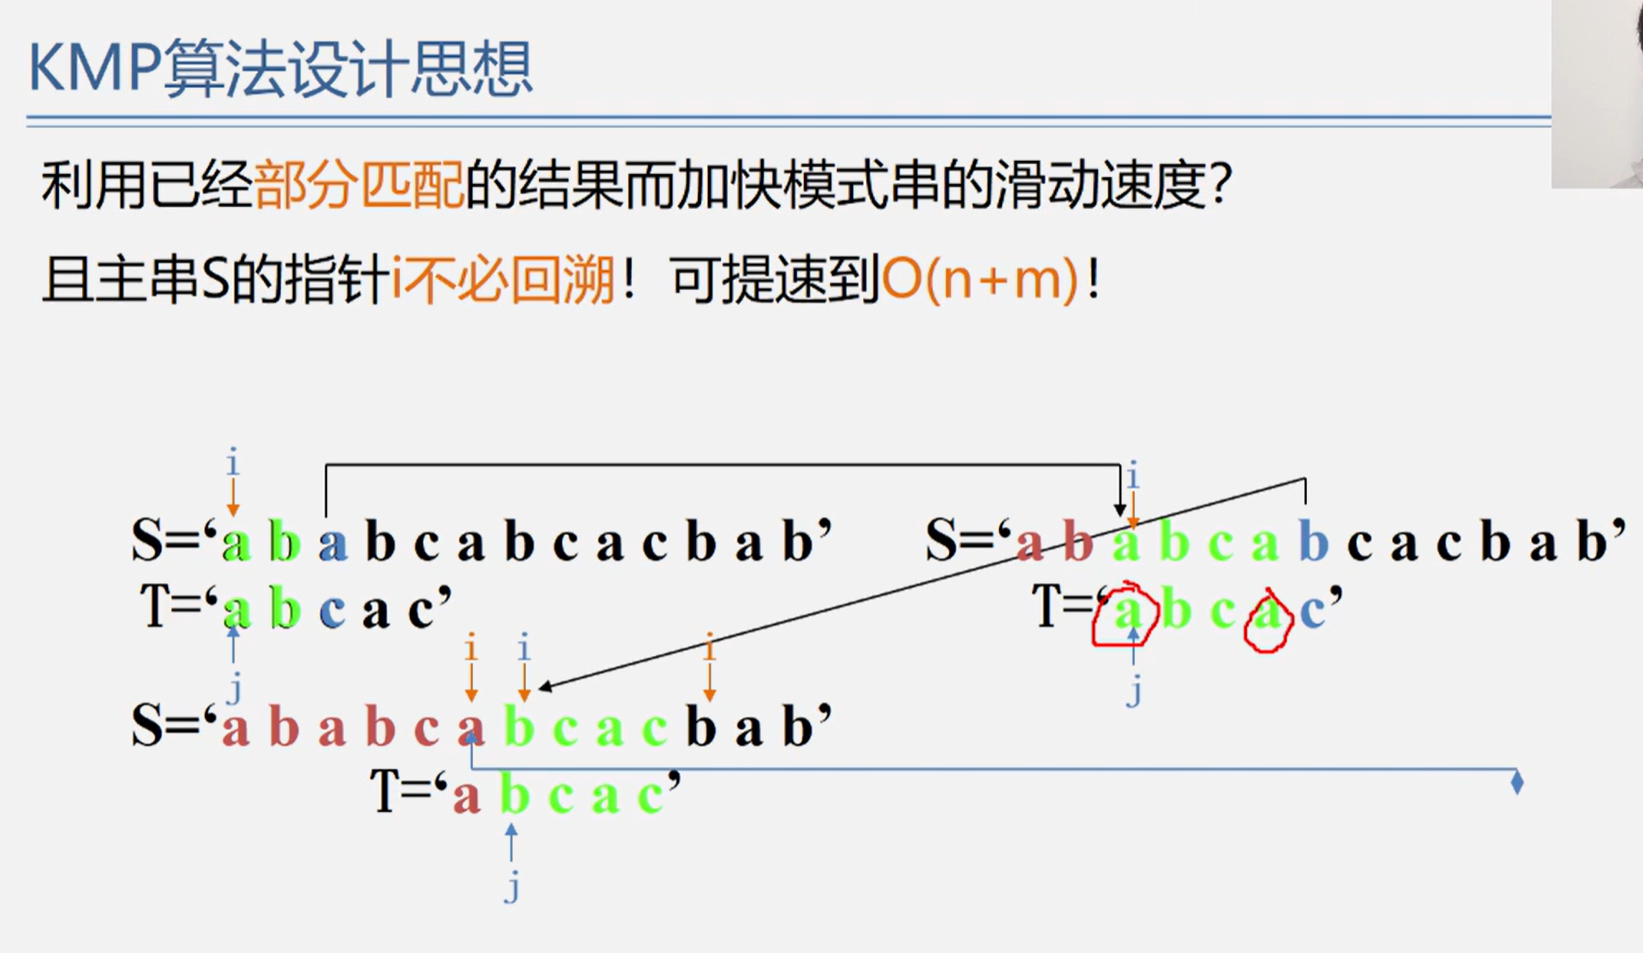 KMP算法设计思想
利用已经部分匹配的结果而加快模式串的滑动速度?
且主串S的指针i不必回溯！可提速到O(n+m)！
i
S=‘a b a b c a b c a c b a b’
T=‘a b c a c’
j
i
S=‘a b a b c a b c a c b a b’
T=‘a b c a c’
j
i i i
S=‘a b a b c a b c a c b a b’
T=‘a b c a c’
j